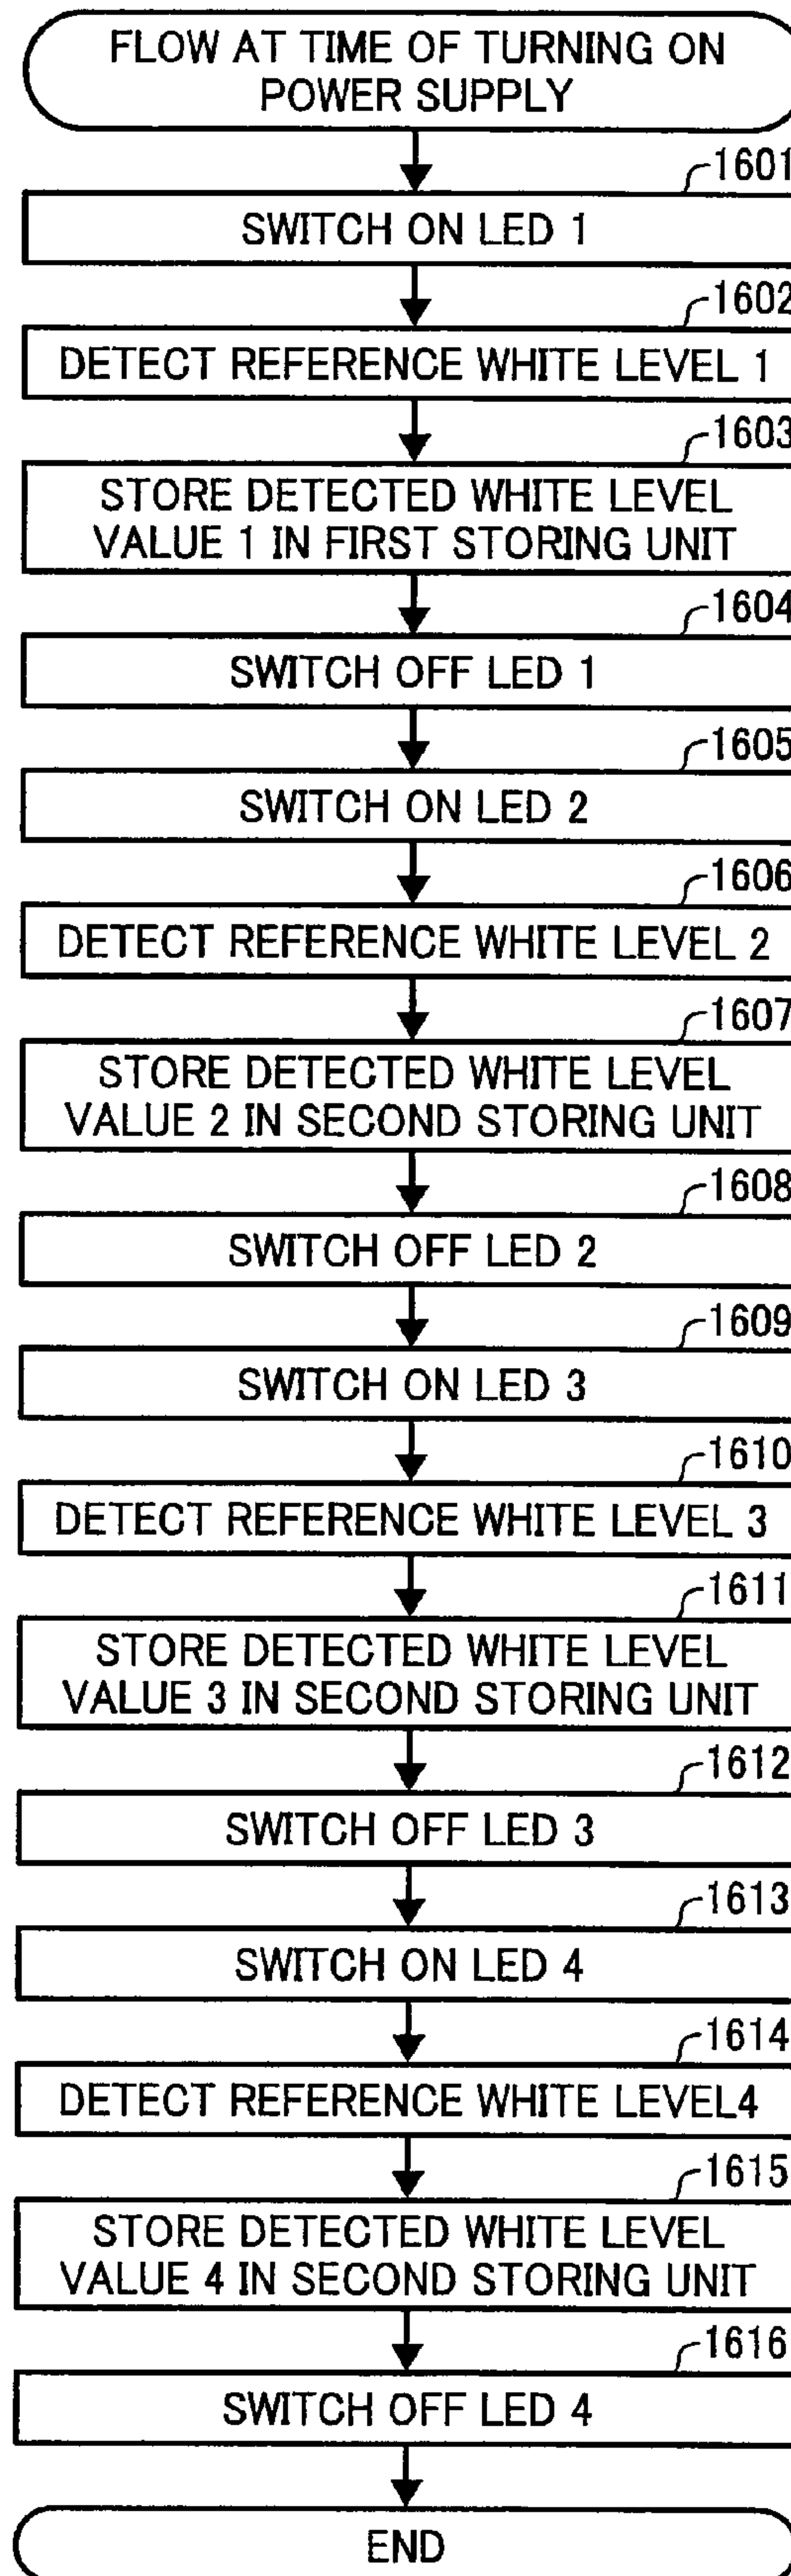 FLOW AT TIME OF TURNING ON
POWER SUPPLY
1601
SWITCH ON LED 1
1602
DETECT REFERENCE WHITE LEVEL 1
1603
STORE DETECTED WHITE LEVEL
VALUE 1 IN FIRST STORING UNIT
1604
SWITCH OFF LED 1
1605
SWITCH ON LED 2
1606
DETECT REFERENCE WHITE LEVEL 2
1607
STORE DETECTED WHITE LEVEL
VALUE 2 IN SECOND STORING UNIT
1608
SWITCH OFF LED 2
1609
SWITCH ON LED 3
1610
DETECT REFERENCE WHITE LEVEL 3
1611
STORE DETECTED WHITE LEVEL
VALUE 3 IN SECOND STORING UNIT
1612
SWITCH OFF LED 3
1613
SWITCH ON LED 4
1614
DETECT REFERENCE WHITE LEVEL4
1615
STORE DETECTED WHITE LEVEL
VALUE 4 IN SECOND STORING UNIT
1616
SWITCH OFF LED 4
END